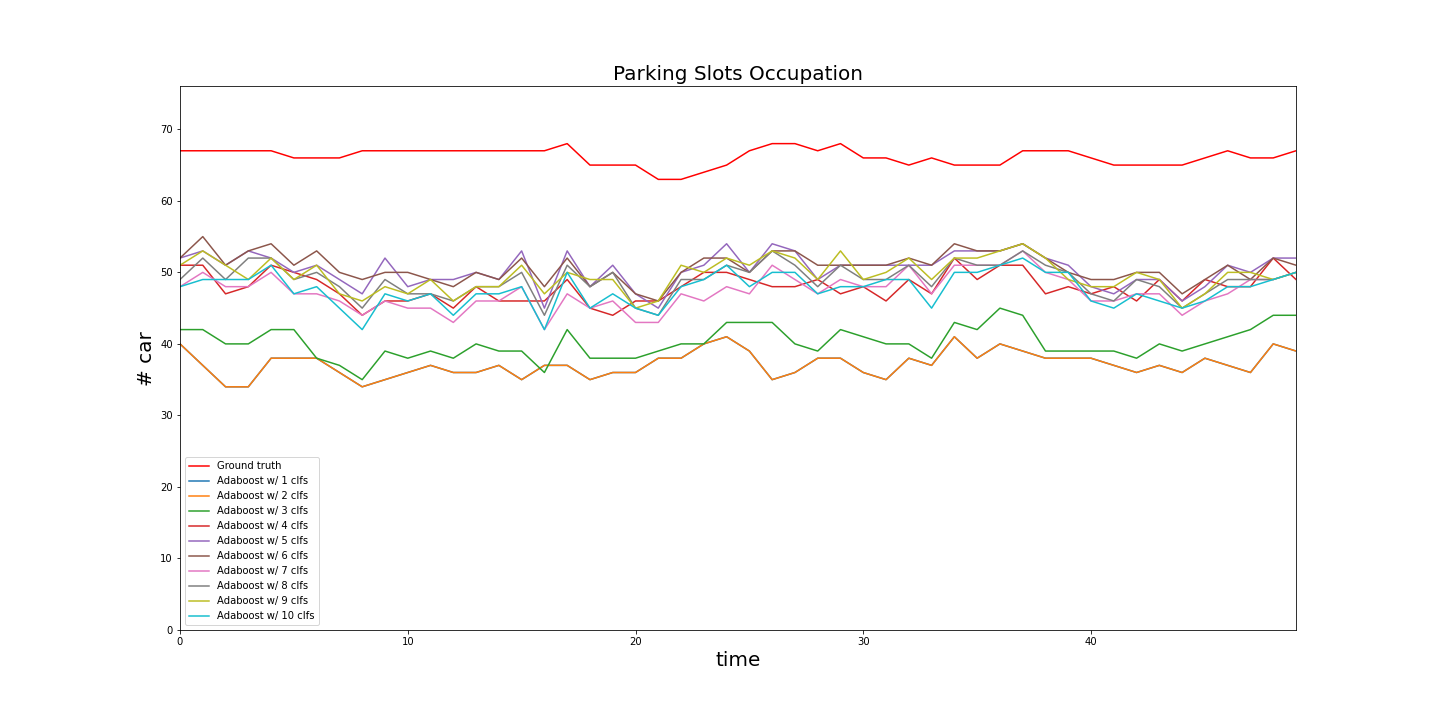 Parking Slots Occupation
# car
70
60
50
40
30
20
10
0
Ground truth
Adaboost w/ 1 clfs
Adaboost w/ 2 clfs
Adaboost w/ 3 clfs
Adaboost w/ 4 clfs
Adaboost w/ 5 clfs
Adaboost w/ 6 clfs
Adaboost w/ 7 clfs
Adaboost w/ 8 clfs
Adaboost w/ 9 clfs
Adaboost w/ 10 clfs
0 10 20 30 40
time